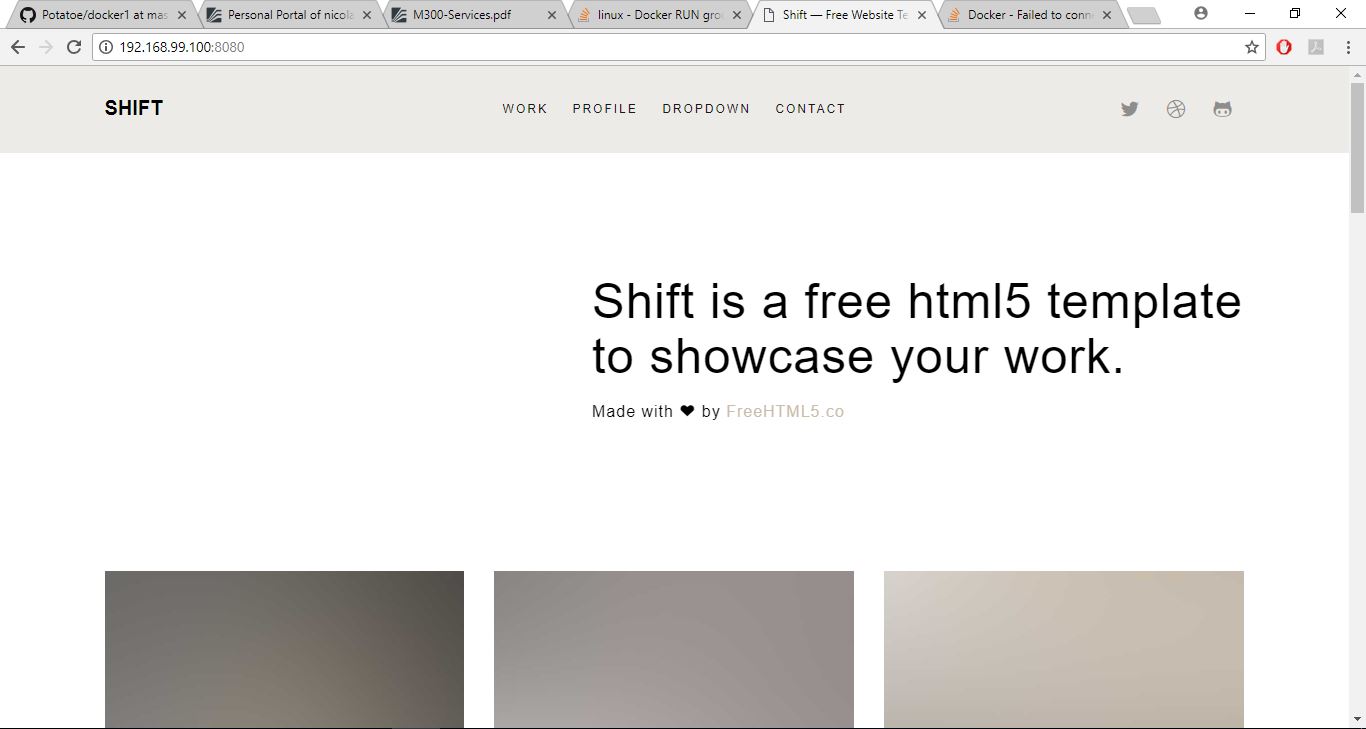 Potatoe/docker1 at mas
Personal Portal of nicola
M300-Services.pdf
linux - Docker RUN grou
Shift — Free Website Te
Docker - Failed to conne
192.168.99.100:8080
SHIFT
WORK PROFILE DROPDOWN CONTACT
Shift is a free html5 template
to showcase your work.
Made with ❤ by FreeHTML5.co